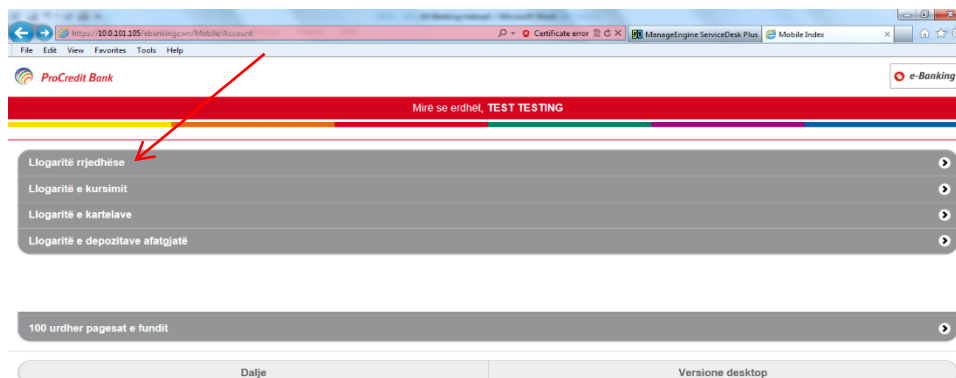 https://10.0.101.105/ebankingcwn/Mobile/Account
Certificate error
ManageEngine ServiceDesk Plus
Mobile Index
File Edit View Favorites Tools Help
ProCredit Bank
e-Banking
Mirë se erdhët, TEST TESTING
Llogaritë rrjedhëse
Llogaritë e kursimit
Llogaritë e kartelave
Llogaritë e depozitave afatgjatë
100 urdher pagesat e fundit
Dalje
Versione desktop